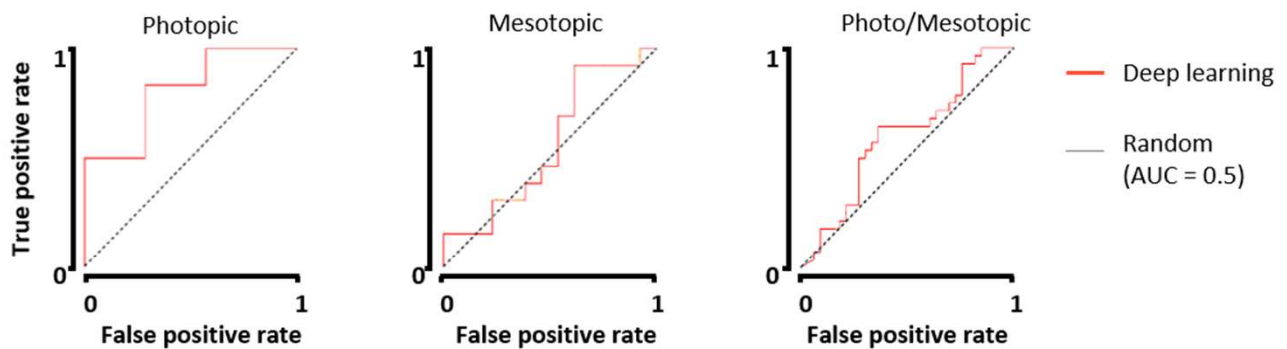 Photopic
Mesotopic
Photo/Mesotopic
True positive rate
1
0
0
1
False positive rate
1
0
0
1
False positive rate
1
0
0
1
False positive rate
Deep learning
Random
(AUC = 0.5)